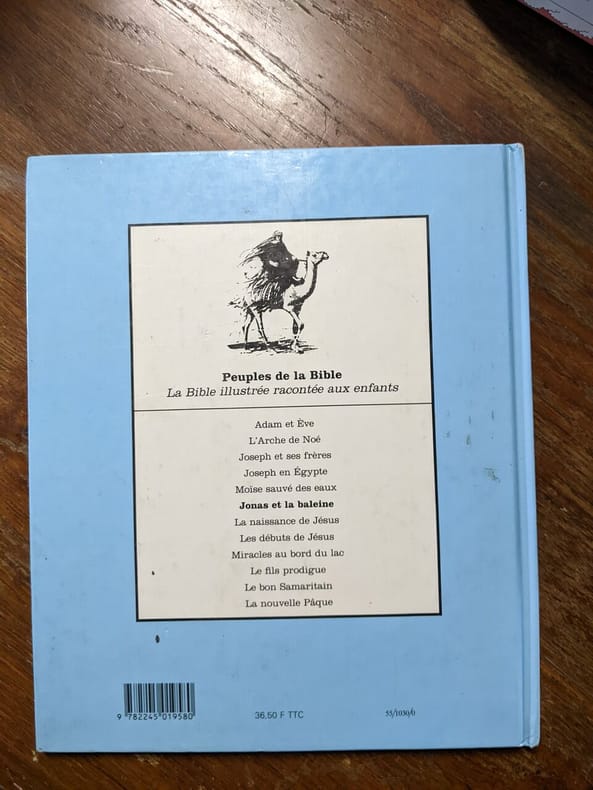 Peuples de la Bible
La Bible illustrée racontée aux enfants
Adam et Ève
L'Arche de Noé
Joseph et ses frères
Joseph en Égypte
Moïse sauvé des eaux
Jonas et la baleine
La naissance de Jésus
Les débuts de Jésus
Miracles au bord du lac
Le fils prodigue
Le bon Samaritain
La nouvelle Pâque
9 782245 019580
36,50 F TTC
55/1030/0